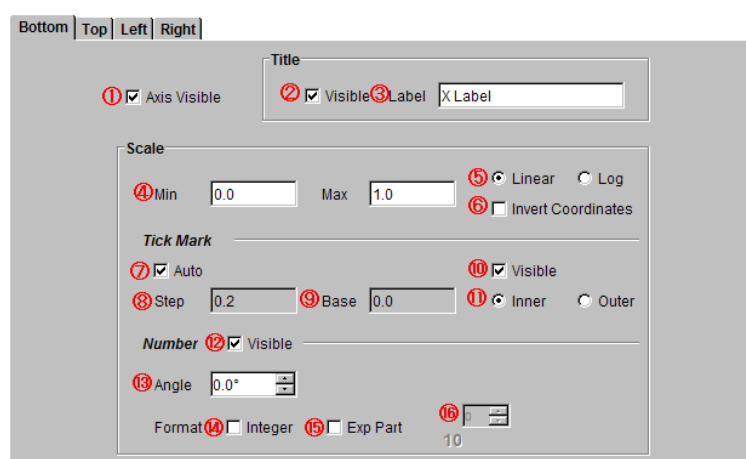 Bottom Top Left Right
Title
① Axis Visible ② Visible ③ Label X Label
Scale
④ Min 0.0 Max 1.0 ⑤ Linear Log
⑥ Invert Coordinates
Tick Mark
⑦ Auto ⑩ Visible
⑧ Step 0.2 ⑨ Base 0.0 ⑪ Inner Outer
Number ⑫ Visible
⑬ Angle 0.0°
Format ⑭ Integer ⑮ Exp Part ⑯ 0
10